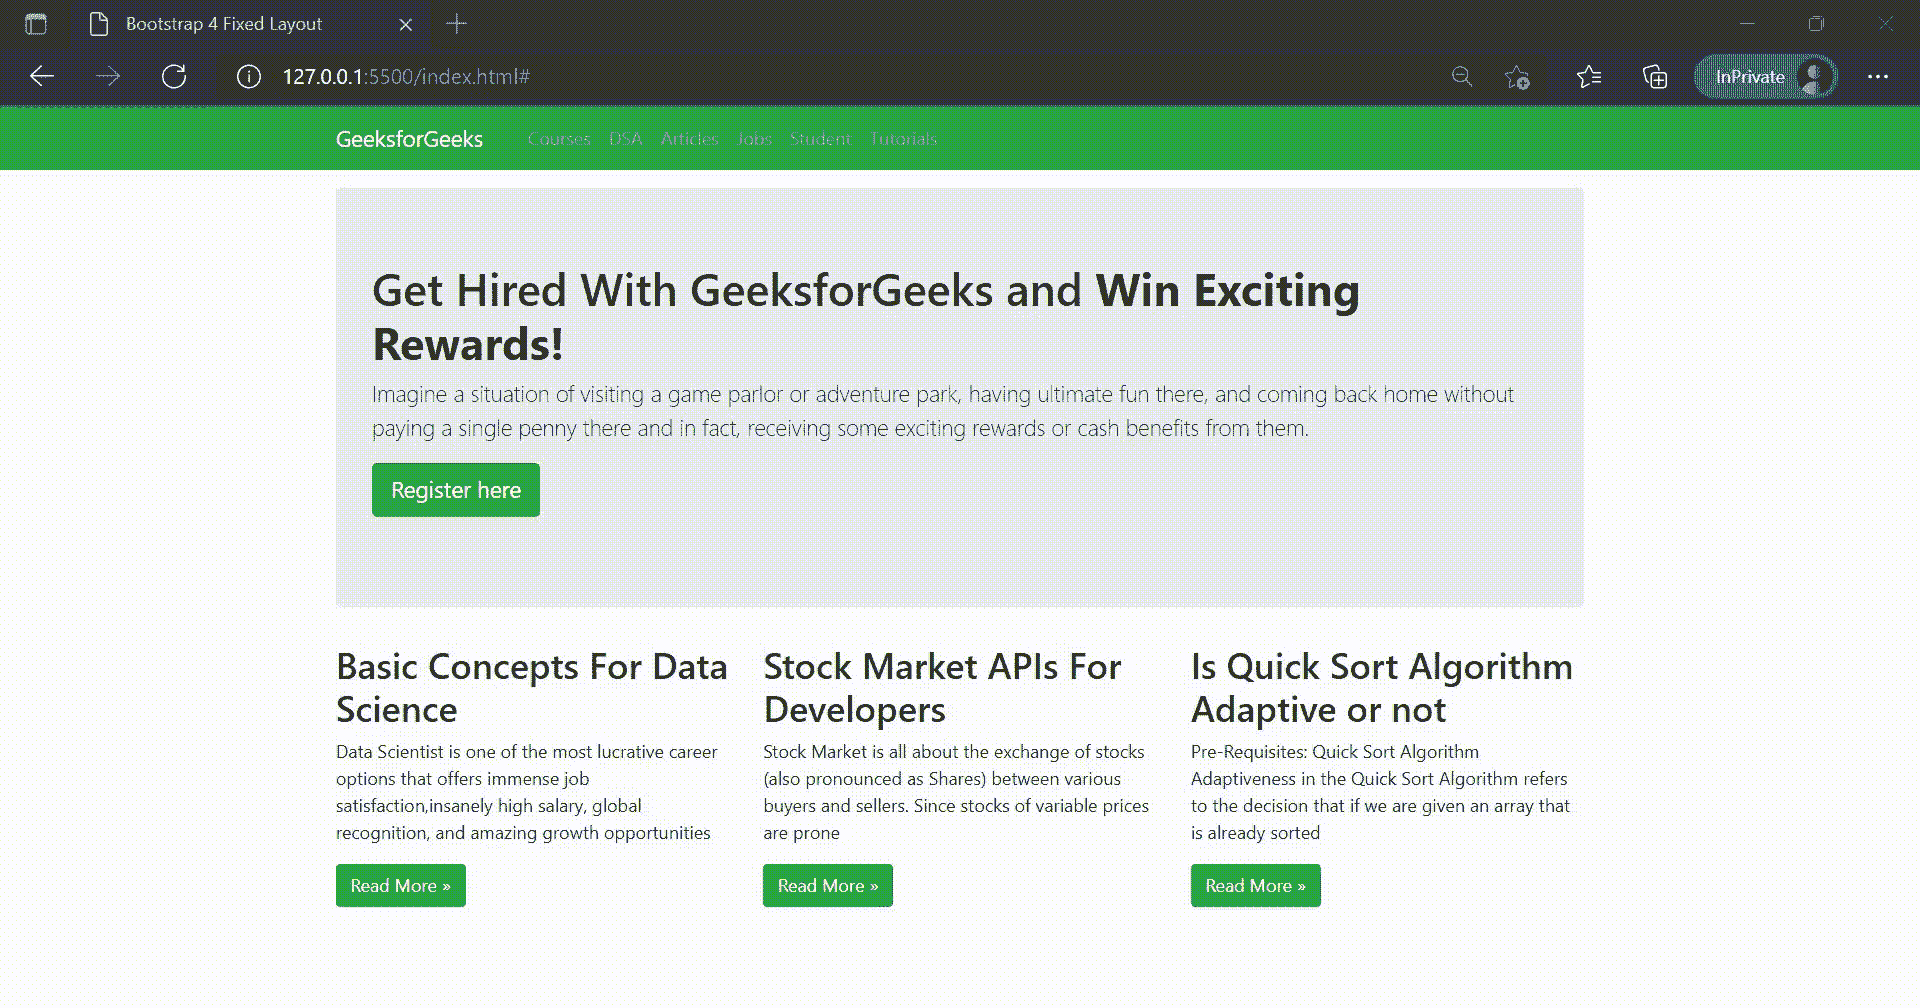 Bootstrap 4 Fixed Layout
127.0.0.1:5500/index.html#
InPrivate
GeeksforGeeks Courses DSA Articles Jobs Student Tutorials
Get Hired With GeeksforGeeks and Win Exciting
Rewards!
Imagine a situation of visiting a game parlor or adventure park, having ultimate fun there, and coming back home without
paying a single penny there and in fact, receiving some exciting rewards or cash benefits from them.
Register here
Basic Concepts For Data
Science
Data Scientist is one of the most lucrative career
options that offers immense job
satisfaction,insanely high salary, global
recognition, and amazing growth opportunities
Read More »
Stock Market APIs For
Developers
Stock Market is all about the exchange of stocks
(also pronounced as Shares) between various
buyers and sellers. Since stocks of variable prices
are prone
Read More »
Is Quick Sort Algorithm
Adaptive or not
Pre-Requisites: Quick Sort Algorithm
Adaptiveness in the Quick Sort Algorithm refers
to the decision that if we are given an array that
is already sorted
Read More »